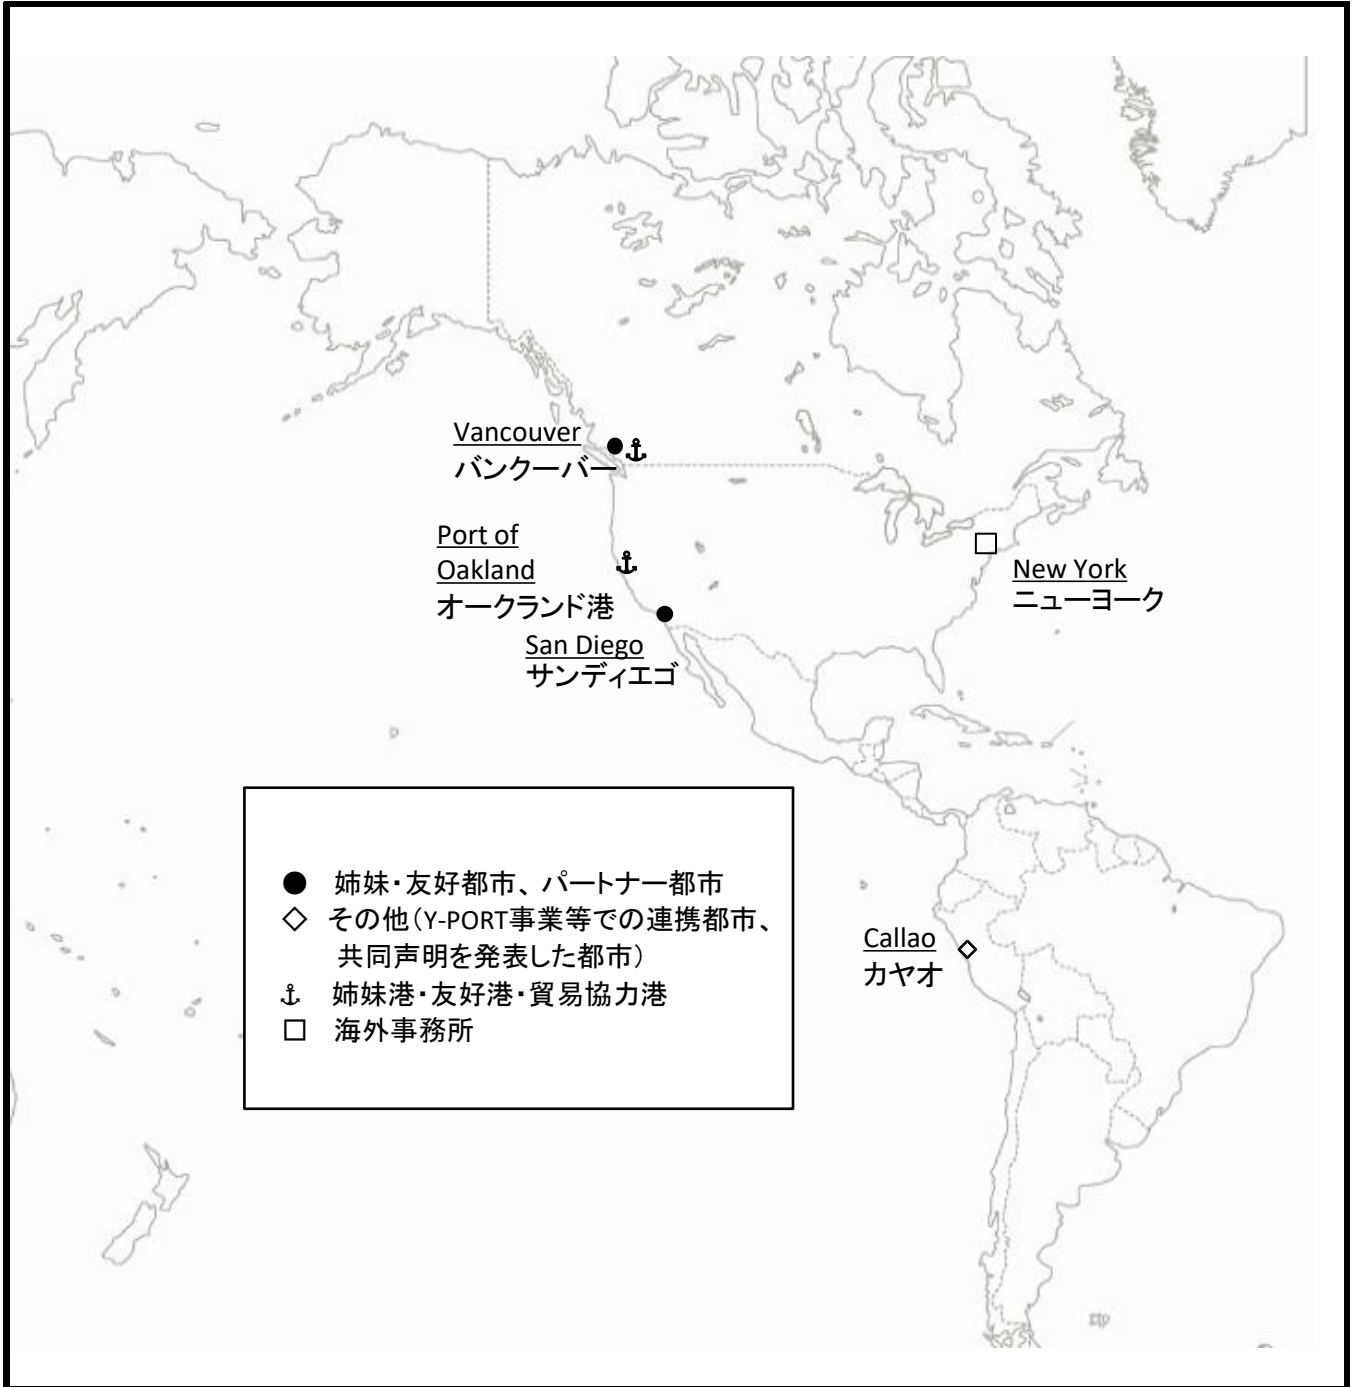 Vancouver
バンクーバー
Port of
Oakland
オークランド港
San Diego
サンディエゴ
New York
ニューヨーク
● 姉妹・友好都市、パートナー都市
◇ その他（Y-PORT事業等での連携都市、
共同声明を発表した都市）
⚓ 姉妹港・友好港・貿易協力港
□ 海外事務所
Callao
カヤオ